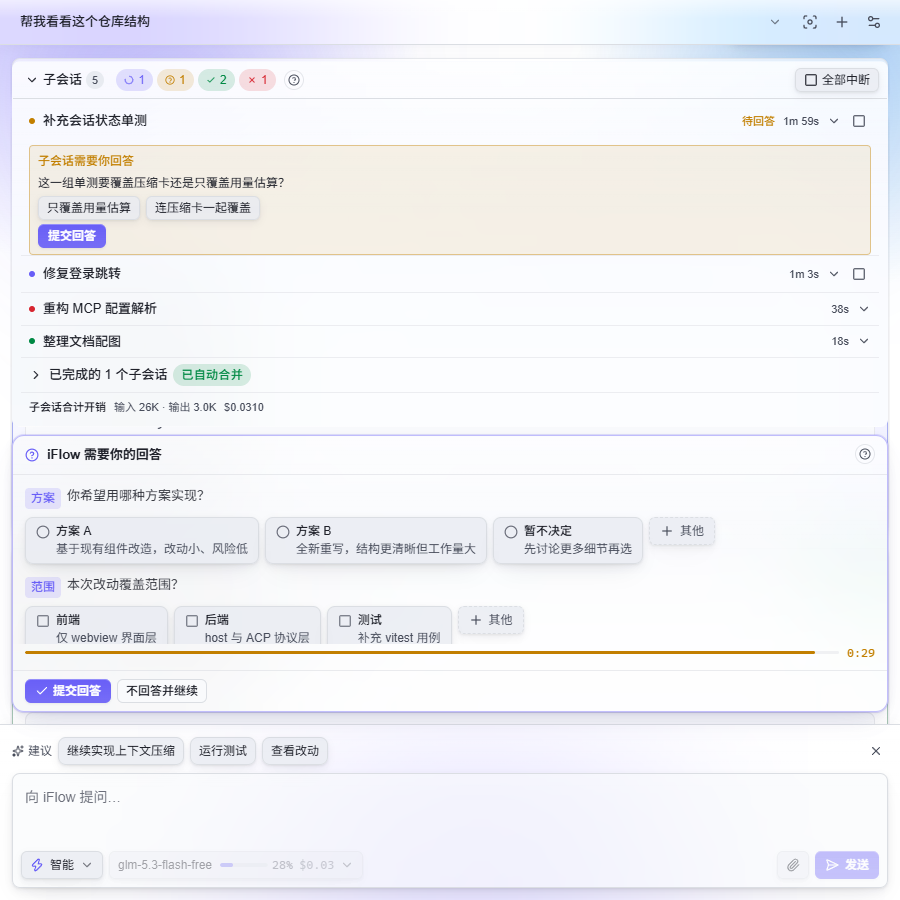 帮我看看这个仓库结构
子会话 5 1 1 2 1 全部中断
补充会话状态单测 待回答 1m 59s
子会话需要你回答
这一组单测要覆盖压缩卡还是只覆盖用量估算?
只覆盖用量估算 连压缩卡一起覆盖
提交回答
修复登录跳转 1m 3s
重构 MCP 配置解析 38s
整理文档配图 18s
已完成的 1 个子会话 已自动合并
子会话合计开销 输入 26K · 输出 3.0K $0.0310
iFlow 需要你的回答
方案 你希望用哪种方案实现?
方案 A 方案 B 暂不决定 其他
基于现有组件改造，改动小、风险低 全新重写，结构更清晰但工作量大 先讨论更多细节再选
范围 本次改动覆盖范围?
前端 后端 测试 其他
仅 webview 界面层 host 与 ACP 协议层 补充 vitest 用例
0:29
提交回答 不回答并继续
建议 继续实现上下文压缩 运行测试 查看改动
向 iFlow 提问…
智能 glm-5.3-flash-free 28% $0.03 发送